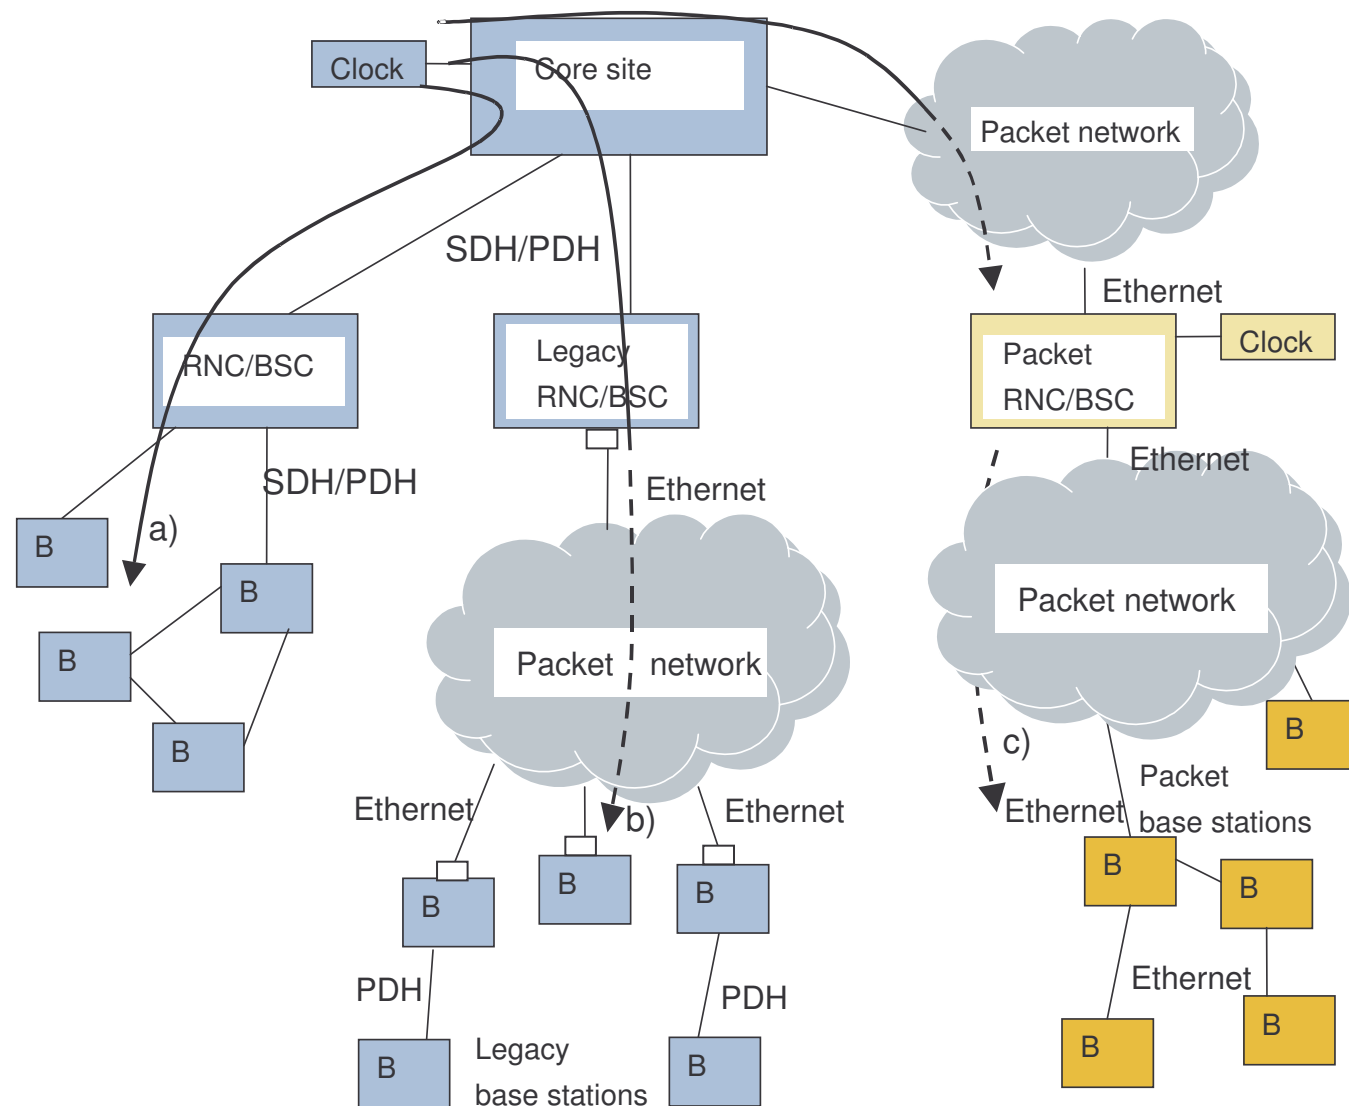 Clock
Core site
Packet network
SDH/PDH
Ethernet
RNC/BSC
Legacy
RNC/BSC
Packet
RNC/BSC
Clock
Ethernet
SDH/PDH
Ethernet
a)
B
B
B
B
Packet network
Packet network
c)
B
Ethernet
b)
Ethernet
Ethernet
Packet
base stations
B
B
B
B
B
PDH
PDH
Ethernet
B
B
B
Legacy
base stations
B